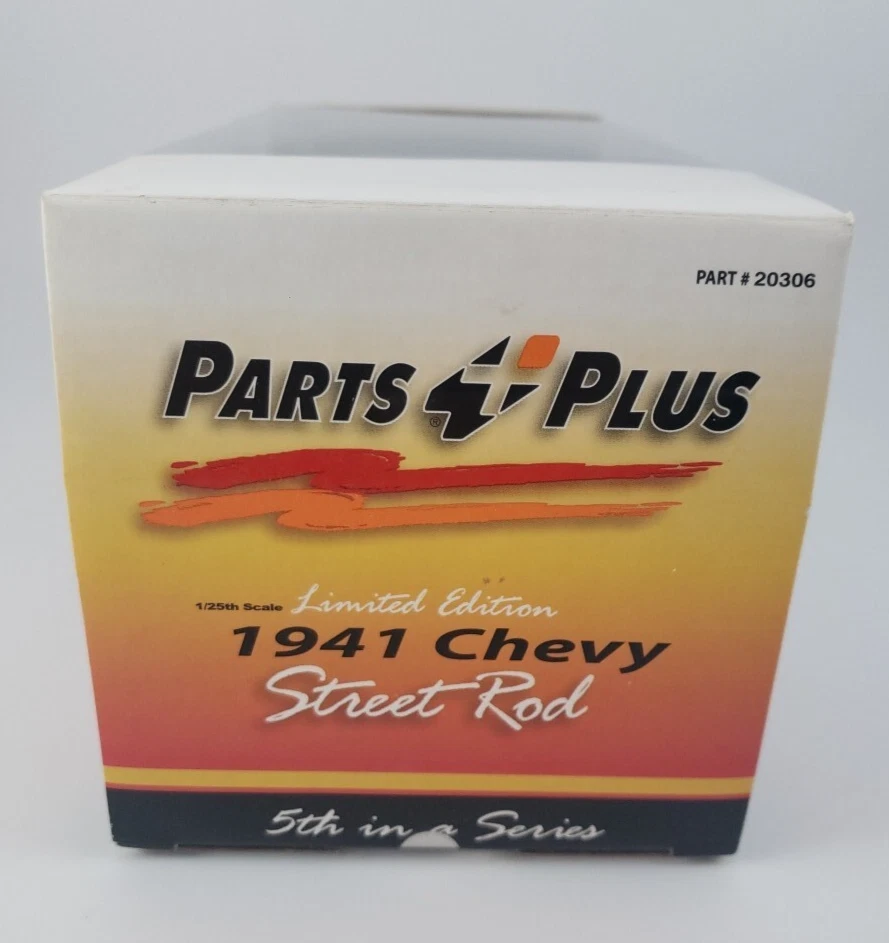 PART # 20306
PARTS PLUS
®
1/25th Scale Limited Edition
1941 Chevy
Street Rod
5th in a Series